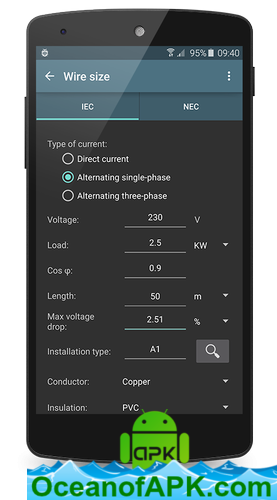 95% 09:40
Wire size
IEC NEC
Type of current:
Direct current
Alternating single-phase
Alternating three-phase
Voltage: 230 V
Load: 2.5 KW
Cos φ: 0.9
Length: 50 m
Max voltage
drop: 2.51 %
Installation type: A1
Conductor: Copper
Insulation: PVC
apk
OceanofAPK.com